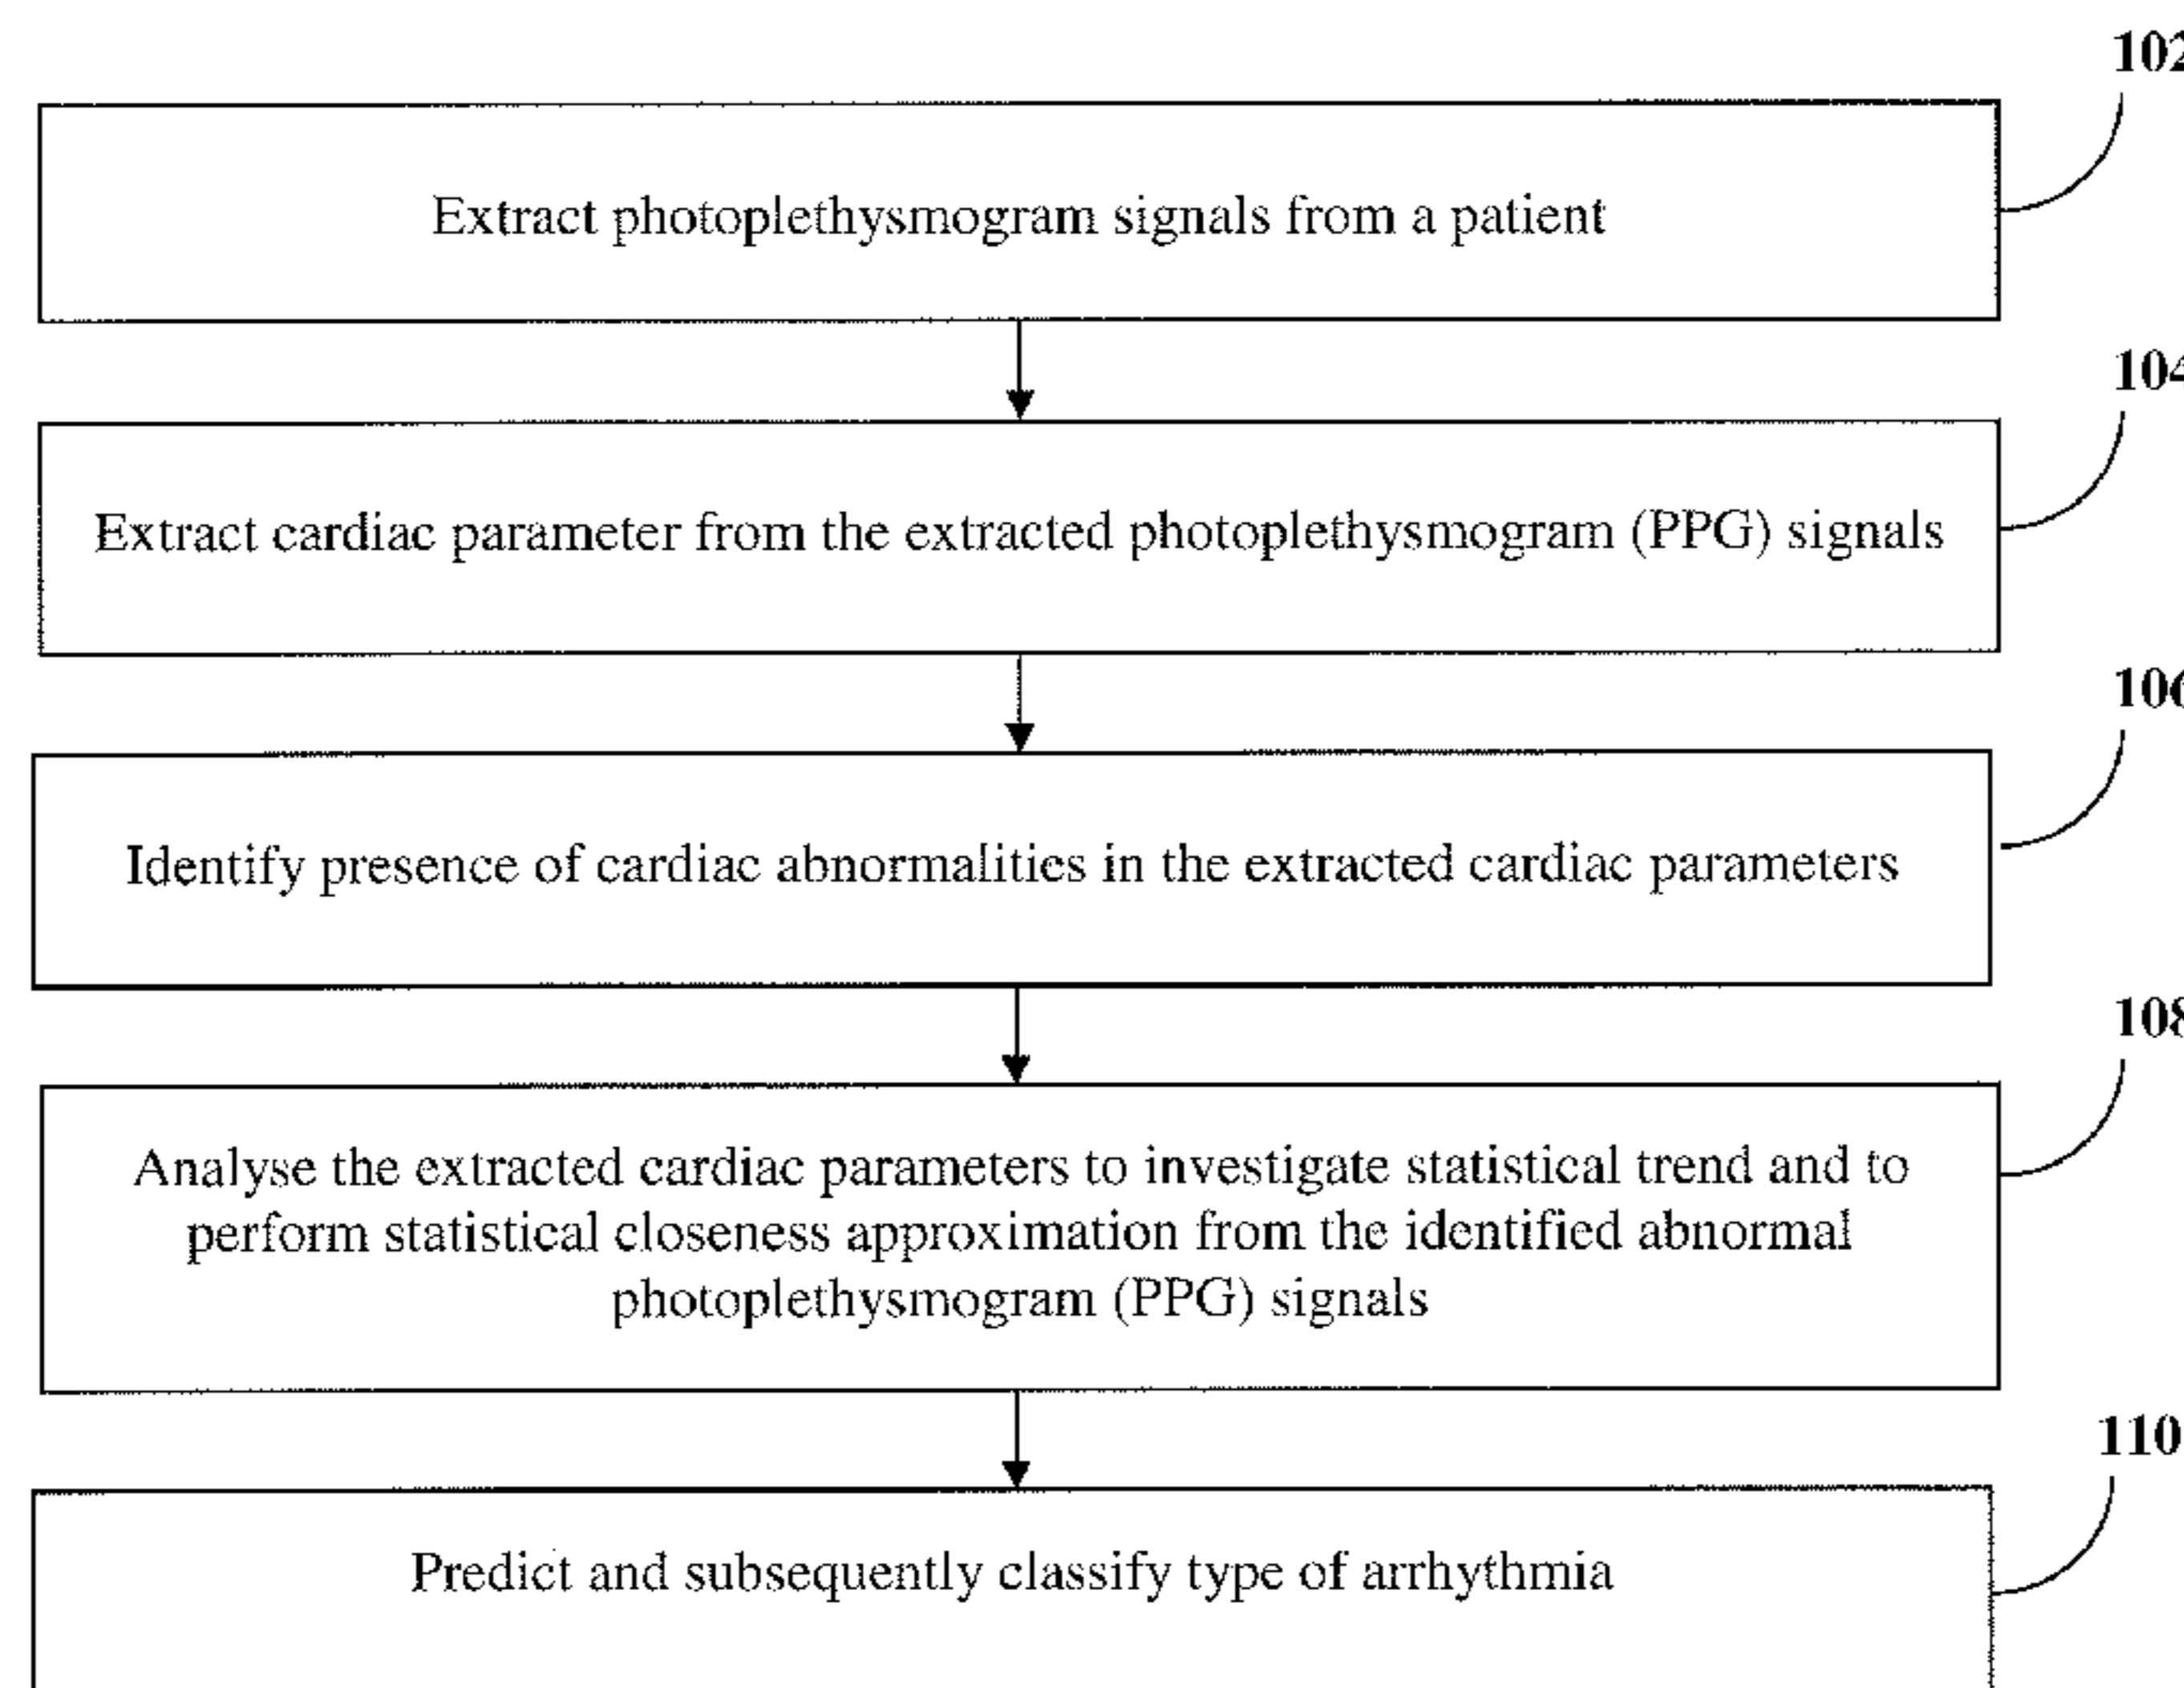 102
Extract photoplethysmogram signals from a patient
104
Extract cardiac parameter from the extracted photoplethysmogram (PPG) signals
106
Identify presence of cardiac abnormalities in the extracted cardiac parameters
108
Analyse the extracted cardiac parameters to investigate statistical trend and to
perform statistical closeness approximation from the identified abnormal
photoplethysmogram (PPG) signals
110
Predict and subsequently classify type of arrhythmia